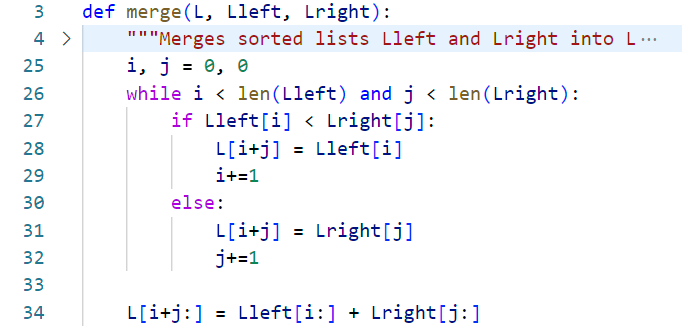 3 def merge(L, Lleft, Lright):
4 > """Merges sorted lists Lleft and Lright into L ···
25 i, j = 0, 0
26 while i < len(Lleft) and j < len(Lright):
27 if Lleft[i] < Lright[j]:
28 L[i+j] = Lleft[i]
29 i+=1
30 else:
31 L[i+j] = Lright[j]
32 j+=1
33
34 L[i+j:] = Lleft[i:] + Lright[j:]